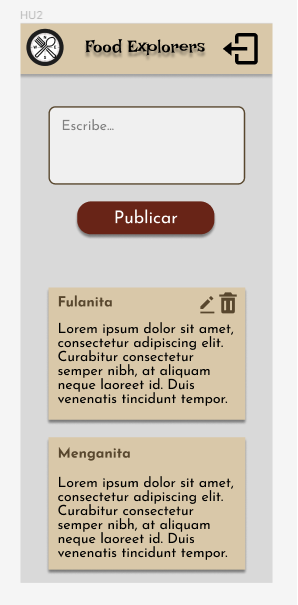 HU2
Food Explorers
Escribe...
Publicar
Fulanita
Lorem ipsum dolor sit amet,
consectetur adipiscing elit.
Curabitur consectetur
semper nibh, at aliquam
neque laoreet id. Duis
venenatis tincidunt tempor.
Menganita
Lorem ipsum dolor sit amet,
consectetur adipiscing elit.
Curabitur consectetur
semper nibh, at aliquam
neque laoreet id. Duis
venenatis tincidunt tempor.